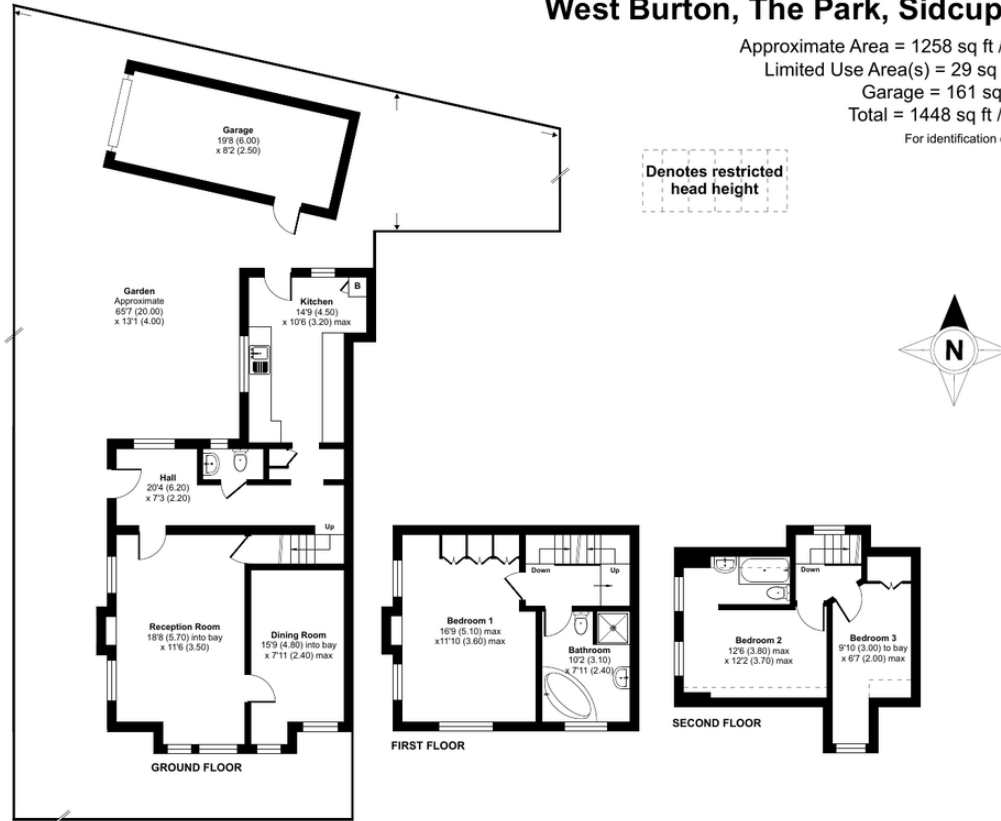 West Burton, The Park, Sidcup
Approximate Area = 1258 sq ft /
Limited Use Area(s) = 29 sq
Garage = 161 sq
Total = 1448 sq ft /
For identification
Denotes restricted
head height
Garage
19'8 (6.00)
x 8'2 (2.50)
Garden
Approximate
65'7 (20.00)
x 13'1 (4.00)
Kitchen
14'9 (4.50)
x 10'6 (3.20) max
B
N
Hall
20'4 (6.20)
x 7'3 (2.20)
Up
Reception Room
18'8 (5.70) into bay
x 11'6 (3.50)
Dining Room
15'9 (4.80) into bay
x 7'11 (2.40) max
GROUND FLOOR
Down
Up
Bedroom 1
16'9 (5.10) max
x11'10 (3.60) max
Bathroom
10'2 (3.10)
x 7'11 (2.40)
FIRST FLOOR
Down
Bedroom 2
12'6 (3.80) max
x 12'2 (3.70) max
Bedroom 3
9'10 (3.00) to bay
x 6'7 (2.00) max
SECOND FLOOR